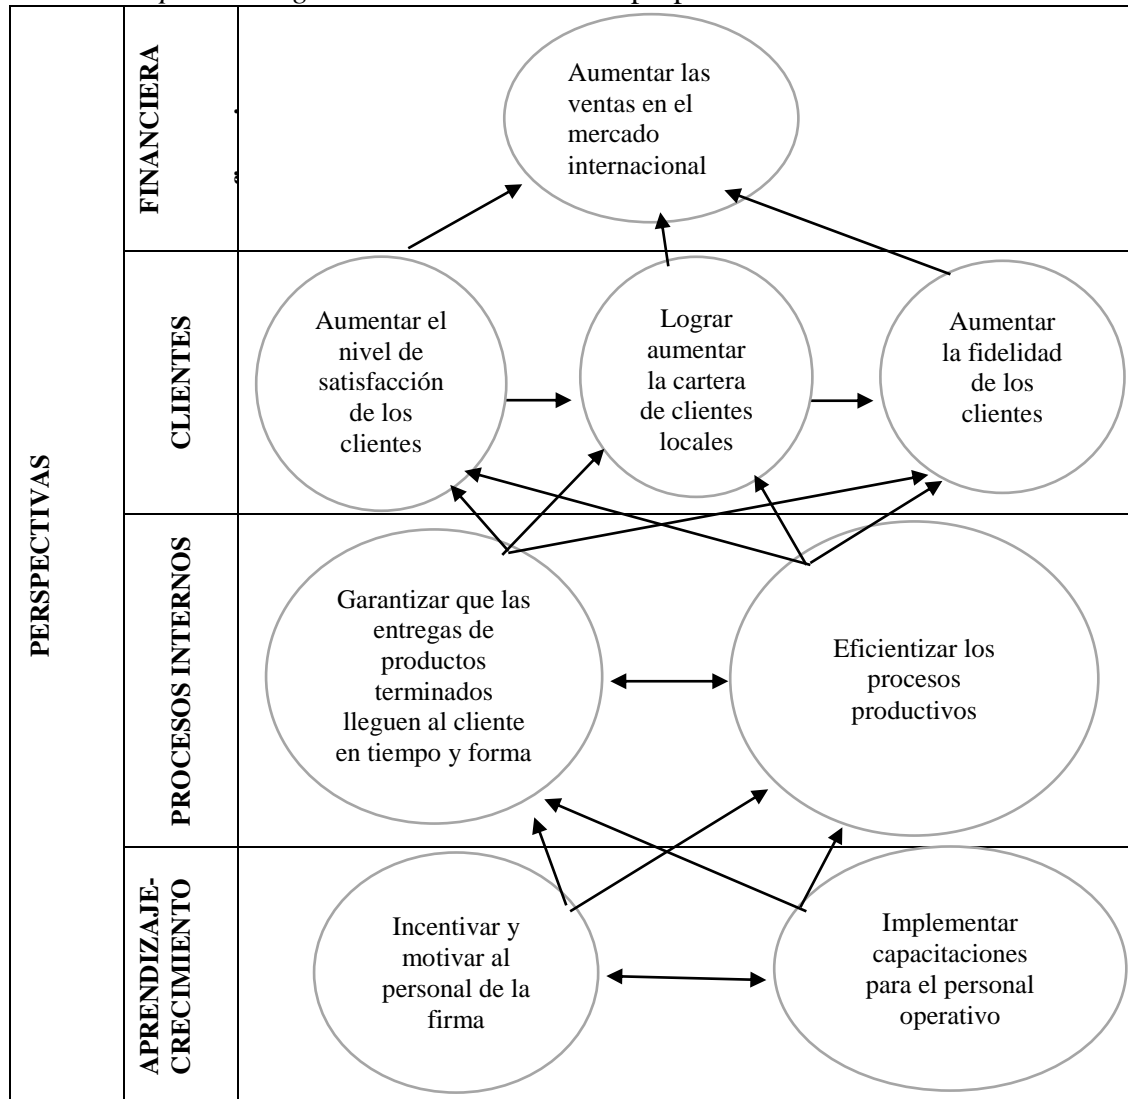 PERSPECTIVAS
FINANCIERA
Aumentar las
ventas en el
mercado
internacional
CLIENTES
Aumentar el
nivel de
satisfacción
de los
clientes
Lograr
aumentar
la cartera
de clientes
locales
Aumentar
la fidelidad
de los
clientes
PROCESOS INTERNOS
Garantizar que las
entregas de
productos
terminados
lleguen al cliente
en tiempo y forma
Eficientizar los
procesos
productivos
APRENDIZAJE-
CRECIMIENTO
Incentivar y
motivar al
personal de la
firma
Implementar
capacitaciones
para el personal
operativo